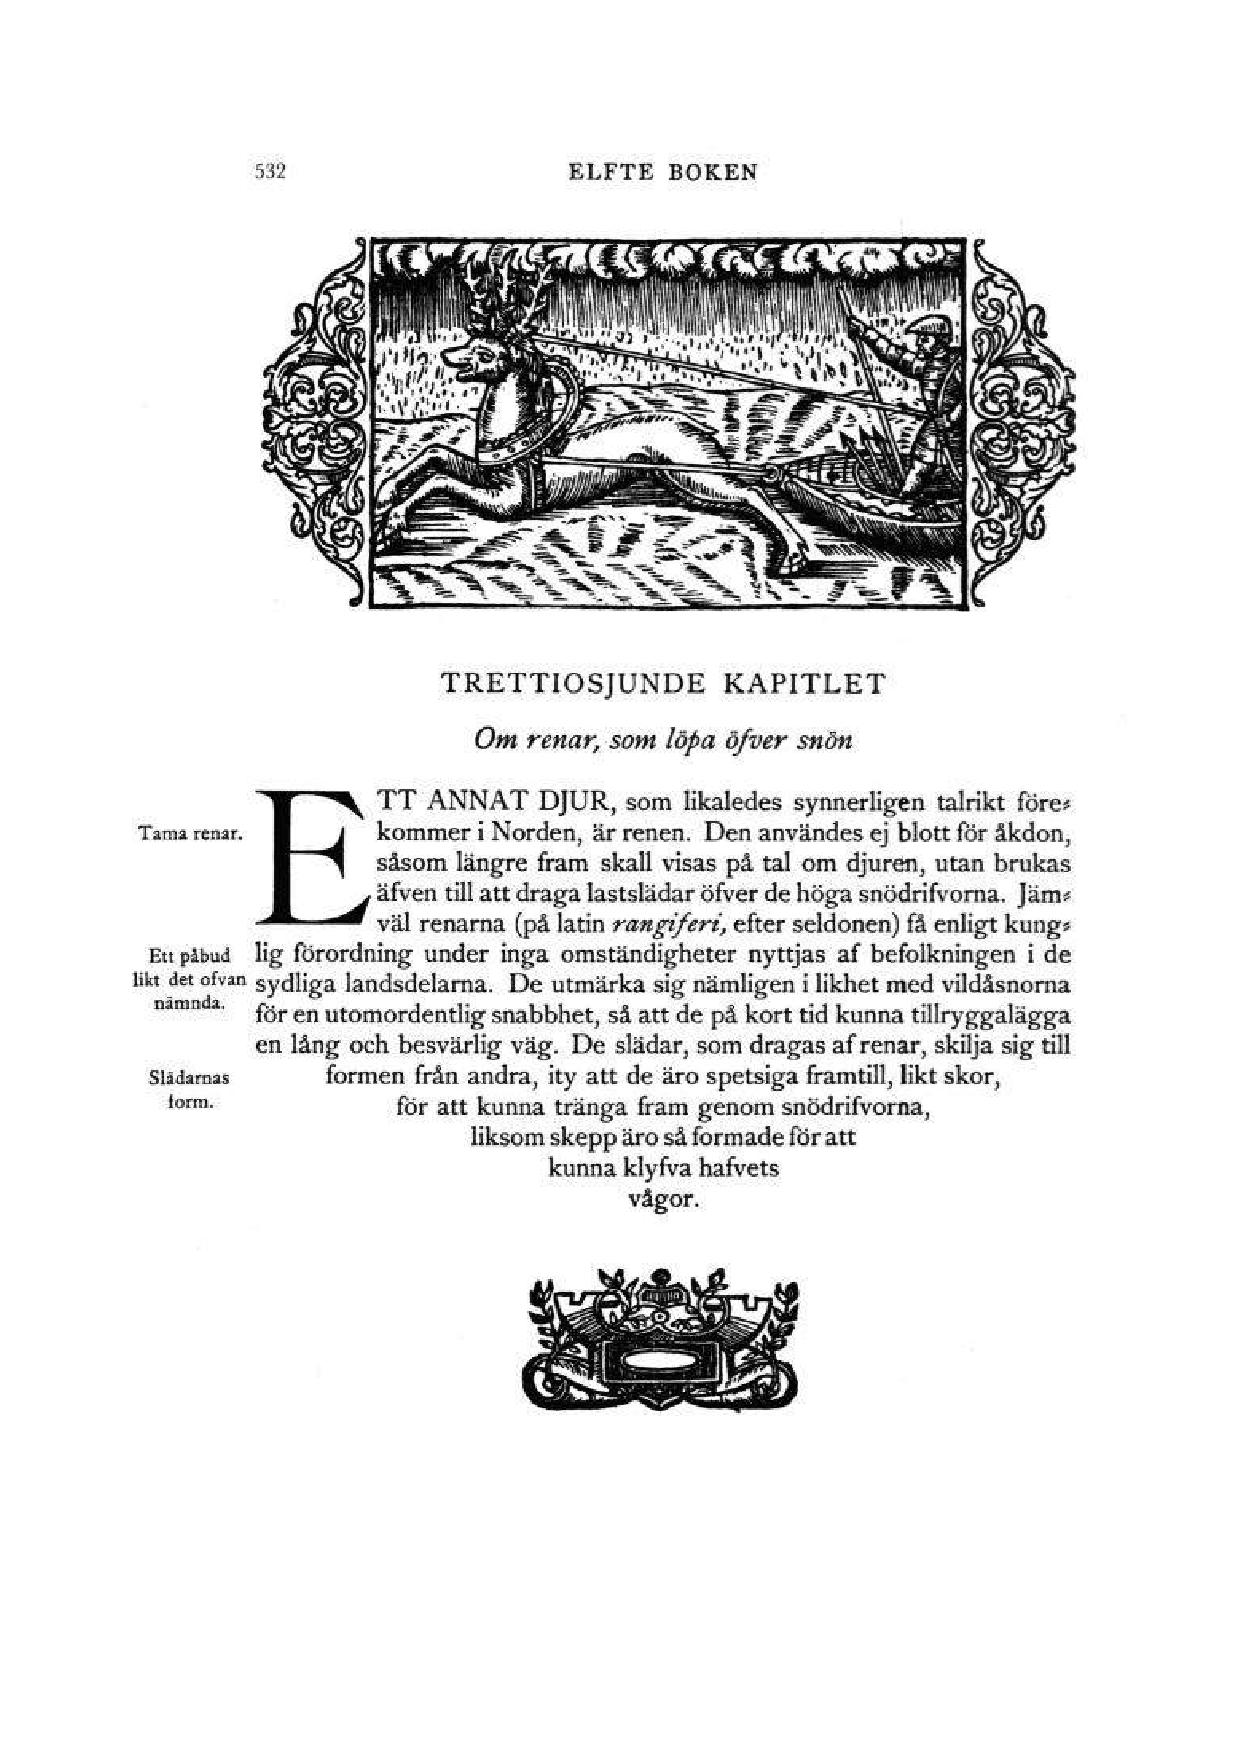 532
ELFTE BOKEN
TRETTIOSJUNDE KAPITLET
Om renar, som löpa öfver snön
ETT ANNAT DJUR, som likaledes synnerligen talrikt före-
Tama renar.
kommer i Norden, är renen. Den användes ej blott för åkdon,
såsom längre fram skall visas på tal om djuren, utan brukas
äfven till att draga lastslädar öfver de höga snödrifvorna. Jäm-
väl renarna (på latin rangiferi, efter seldonen) få enligt kung-
Ett påbud
likt det ofvan
nämnda.
lig förordning under inga omständigheter nyttjas af befolkningen i de
sydliga landsdelarna. De utmärka sig nämligen i likhet med vildåsnorna
för en utomordentlig snabbhet, så att de på kort tid kunna tillryggalägga
en lång och besvärlig väg. De slädar, som dragas af renar, skilja sig till
Slädarnas
form.
formen från andra, ity att de äro spetsiga framtill, likt skor,
för att kunna tränga fram genom snödrifvorna,
liksom skepp äro så formade för att
kunna klyfva hafvets
vågor.